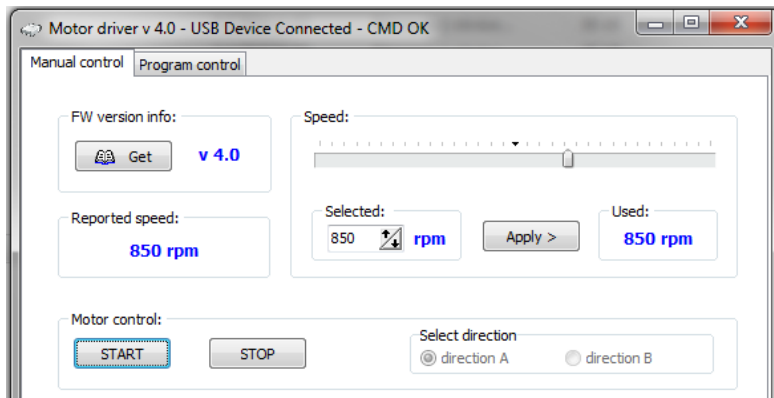 Motor driver v 4.0 - USB Device Connected - CMD OK
Manual control Program control
FW version info:
Get v 4.0
Speed:
Reported speed:
850 rpm
Selected:
850 rpm
Apply >
Used:
850 rpm
Motor control:
START STOP
Select direction
direction A direction B